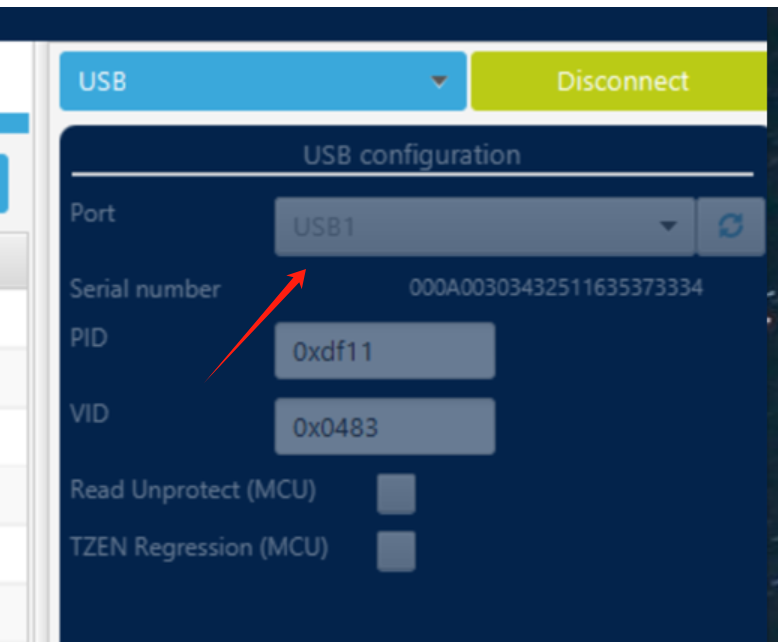 USB Disconnect
USB configuration
Port USB1
Serial number 000A00303432511635373334
PID 0xdf11
VID 0x0483
Read Unprotect (MCU)
TZEN Regression (MCU)